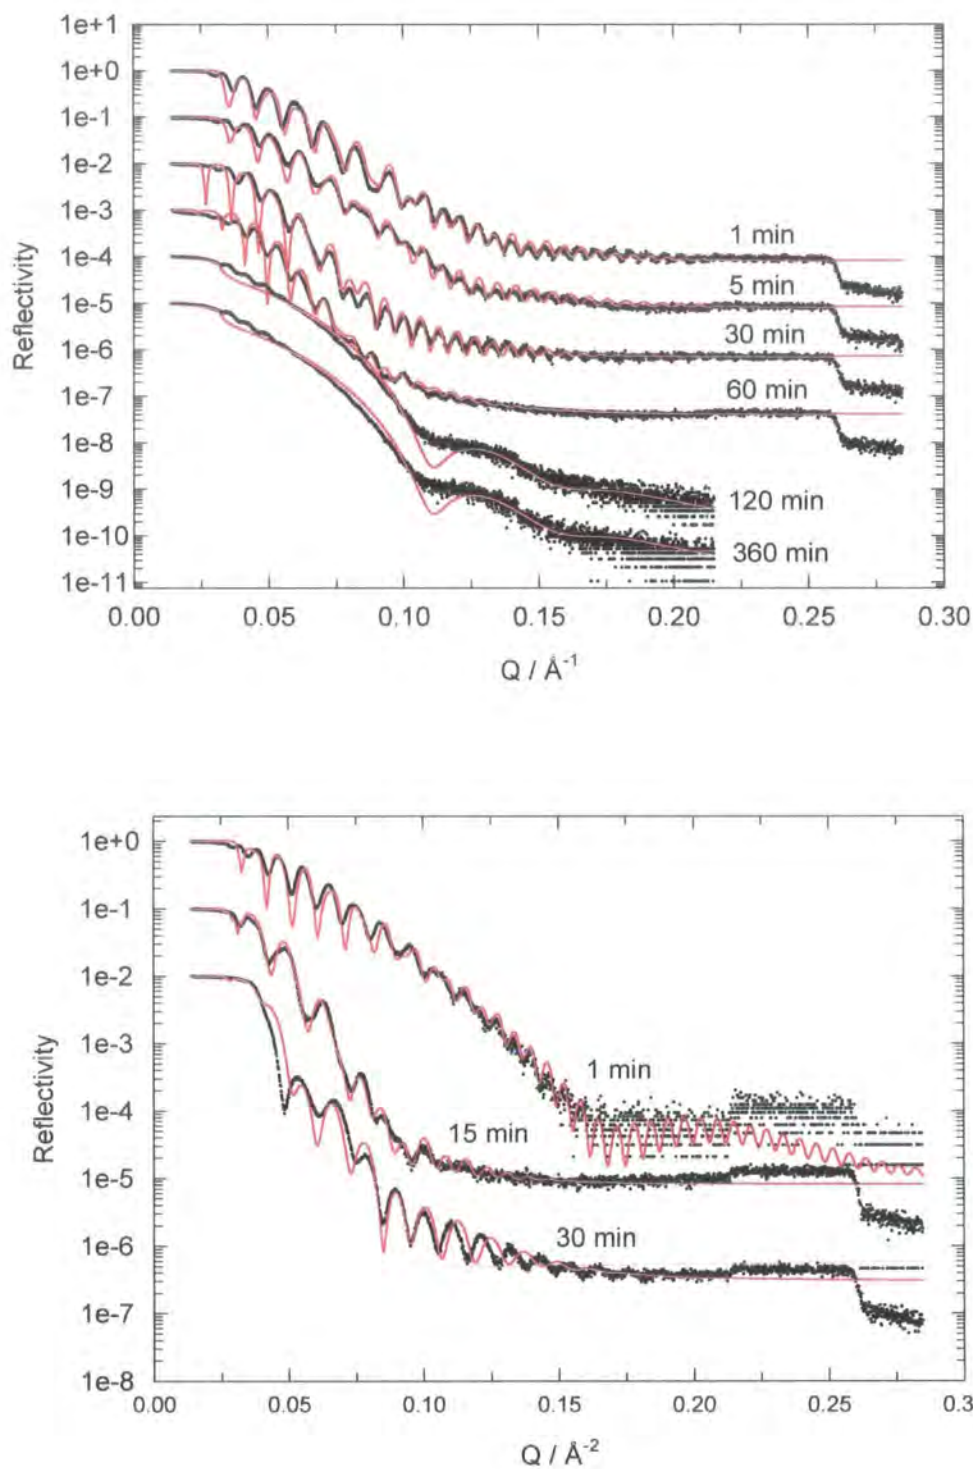 1e+1
1e+0
1e-1
1e-2
1e-3
1e-4
1e-5
1e-6
1e-7
1e-8
1e-9
1e-10
1e-11
Reflectivity
1 min
5 min
30 min
60 min
120 min
360 min
0.00 0.05 0.10 0.15 0.20 0.25 0.30
Q / Å-1
1e+0
1e-1
1e-2
1e-3
1e-4
1e-5
1e-6
1e-7
1e-8
Reflectivity
1 min
15 min
30 min
0.00 0.05 0.10 0.15 0.20 0.25 0.3
Q / Å-2